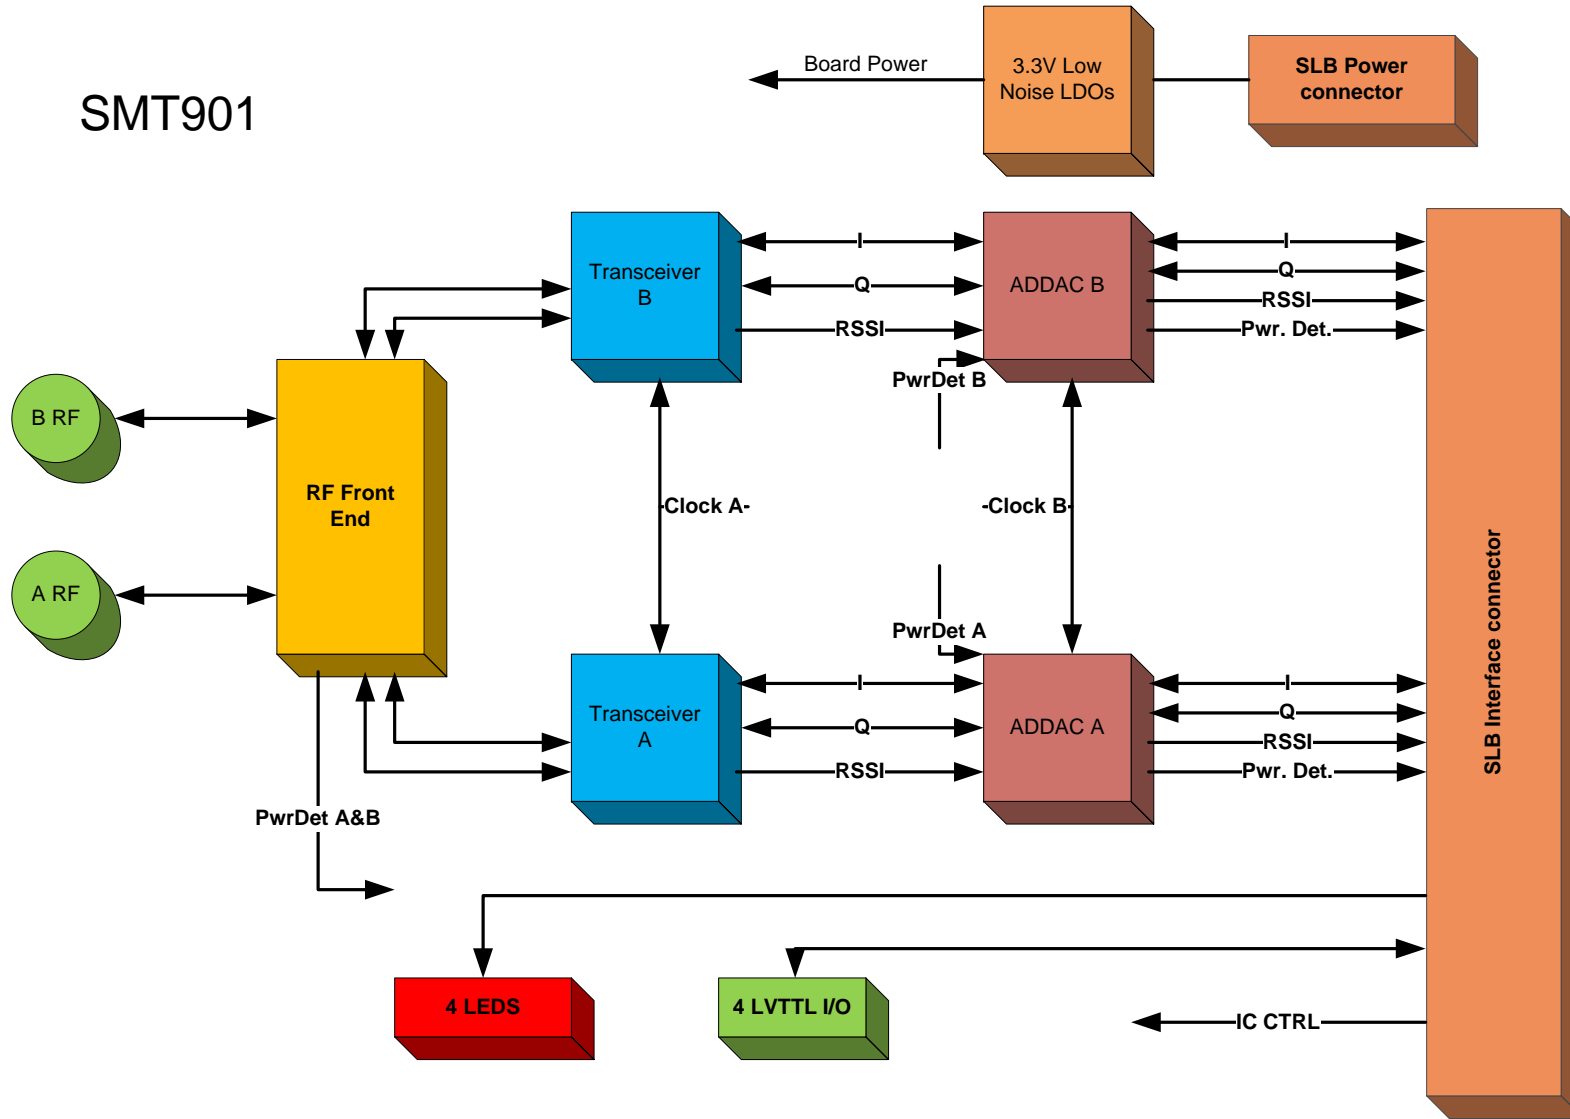 SMT901
Board Power
3.3V Low
Noise LDOs
SLB Power
connector
Transceiver
B
I
Q
RSSI
ADDAC B
I
Q
RSSI
Pwr. Det.
PwrDet B
B RF
RF Front
End
-Clock A-
-Clock B-
A RF
PwrDet A
Transceiver
A
I
Q
RSSI
ADDAC A
I
Q
RSSI
Pwr. Det.
SLB Interface connector
PwrDet A&B
4 LEDS
4 LVTTL I/O
IC CTRL